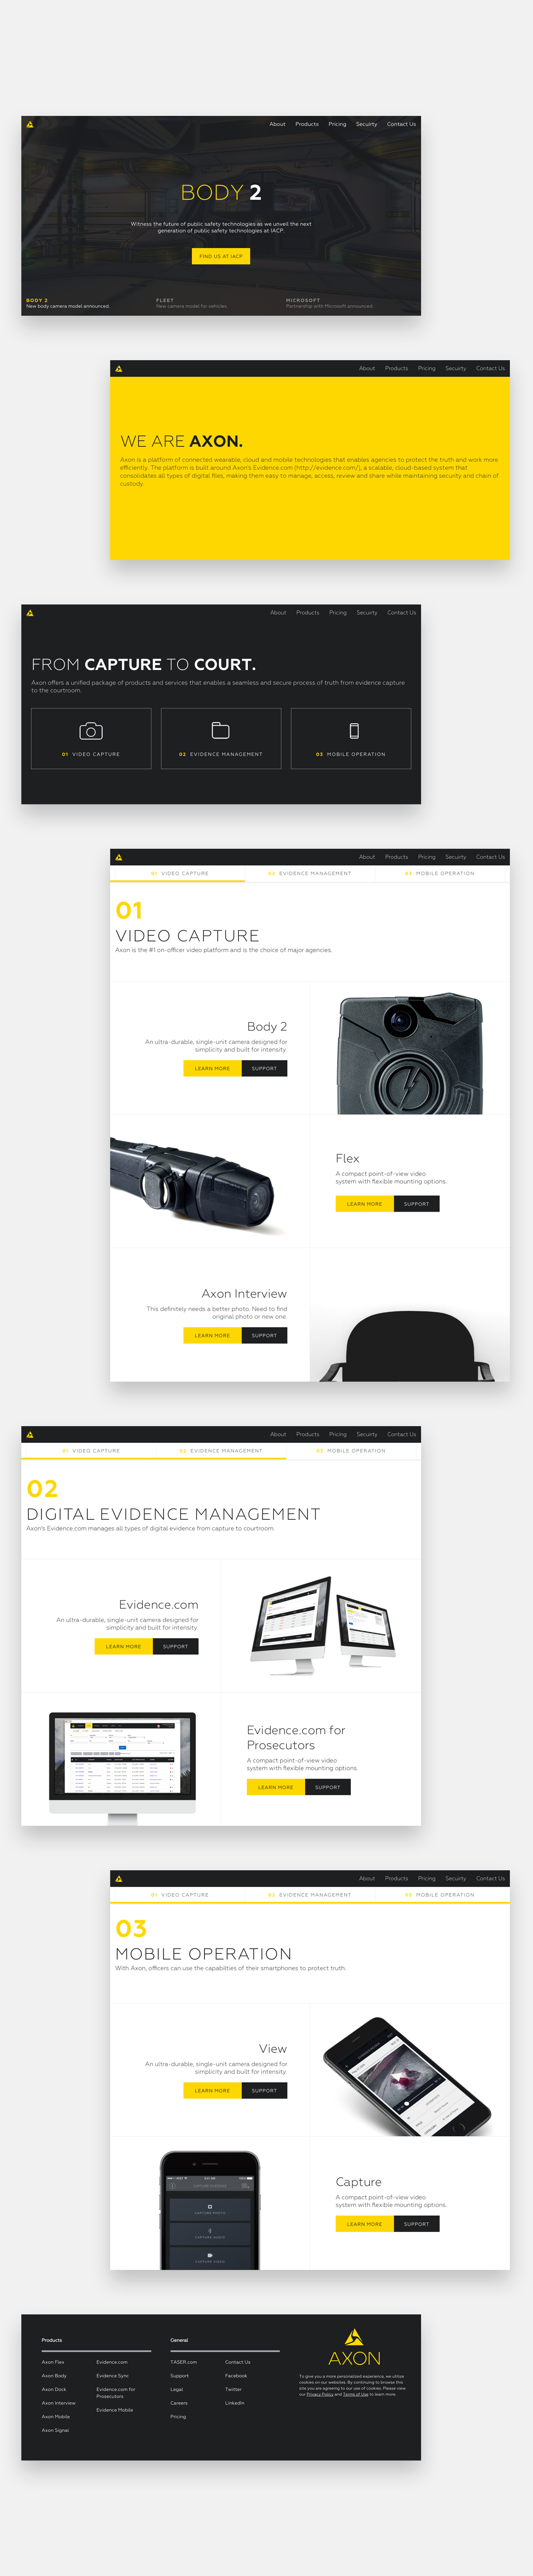 About Products Pricing Secuirty Contact Us
BODY 2
Witness the future of public safety technologies as we unveil the next
generation of public safety technologies at IACP.
FIND US AT IACP
BODY 2
New body camera model announced.
FLEET
New camera model for vehicles.
MICROSOFT
Partnership with Microsoft announced.
About Products Pricing Secuirty Contact Us
WE ARE AXON.
Axon is a platform of connected wearable, cloud and mobile technologies that enables agencies to protect the truth and work more
efficiently. The platform is built around Axon's Evidence.com (http://evidence.com/), a scalable, cloud-based system that
consolidates all types of digital files, making them easy to manage, access, review and share while maintaining security and chain of
custody.
About Products Pricing Secuirty Contact Us
FROM CAPTURE TO COURT.
Axon offers a unified package of products and services that enables a seamless and secure process of truth from evidence capture
to the courtroom.
01 VIDEO CAPTURE
02 EVIDENCE MANAGEMENT
03 MOBILE OPERATION
About Products Pricing Secuirty Contact Us
01 VIDEO CAPTURE
02 EVIDENCE MANAGEMENT
03 MOBILE OPERATION
01
VIDEO CAPTURE
Axon is the #1 on-officer video platform and is the choice of major agencies.
Body 2
An ultra-durable, single-unit camera designed for
simplicity and built for intensity.
LEARN MORE SUPPORT
Flex
A compact point-of-view video
system with flexible mounting options.
LEARN MORE SUPPORT
Axon Interview
This definitely needs a better photo. Need to find
original photo or new one.
LEARN MORE SUPPORT
About Products Pricing Secuirty Contact Us
01 VIDEO CAPTURE
02 EVIDENCE MANAGEMENT
03 MOBILE OPERATION
02
DIGITAL EVIDENCE MANAGEMENT
Axon's Evidence.com manages all types of digital evidence from capture to courtroom.
Evidence.com
An ultra-durable, single-unit camera designed for
simplicity and built for intensity.
LEARN MORE SUPPORT
Evidence.com for
Prosecutors
A compact point-of-view video
system with flexible mounting options.
LEARN MORE SUPPORT
About Products Pricing Secuirty Contact Us
01 VIDEO CAPTURE
02 EVIDENCE MANAGEMENT
03 MOBILE OPERATION
03
MOBILE OPERATION
With Axon, officers can use the capabilities of their smartphones to protect truth.
View
An ultra-durable, single-unit camera designed for
simplicity and built for intensity.
LEARN MORE SUPPORT
CAPTURE PHOTO
CAPTURE AUDIO
CAPTURE VIDEO
Capture
A compact point-of-view video
system with flexible mounting options.
LEARN MORE SUPPORT
Products
Axon Flex
Axon Body
Axon Dock
Axon Interview
Axon Mobile
Axon Signal
Evidence.com
Evidence Sync
Evidence.com for
Prosecutors
Evidence Mobile
General
TASER.com
Support
Legal
Careers
Pricing
Contact Us
Facebook
Twitter
LinkedIn
AXON
To give you a more personalised experience, we utilize
cookies on our websites. By continuing to browse this
site you are agreeing to our use of cookies. Please view
our Privacy Policy and Terms of Use to learn more.